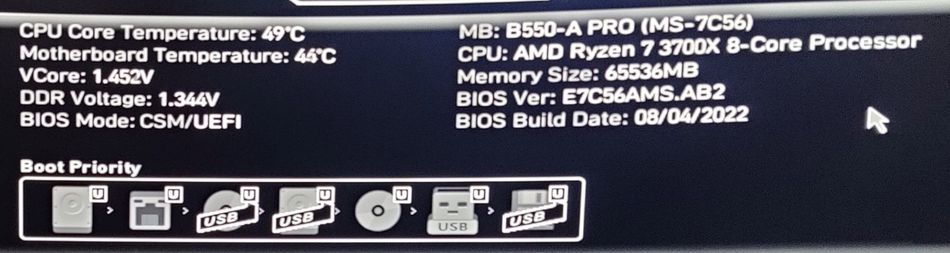 CPU Core Temperature: 49°C
Motherboard Temperature: 44°C
VCore: 1.452V
DDR Voltage: 1.344V
BIOS Mode: CSM/UEFI
MB: B550-A PRO (MS-7C56)
CPU: AMD Ryzen 7 3700X 8-Core Processor
Memory Size: 65536MB
BIOS Ver: E7C56AMS.AB2
BIOS Build Date: 08/04/2022
Boot Priority
U U U U U U U
USB USB USB USB